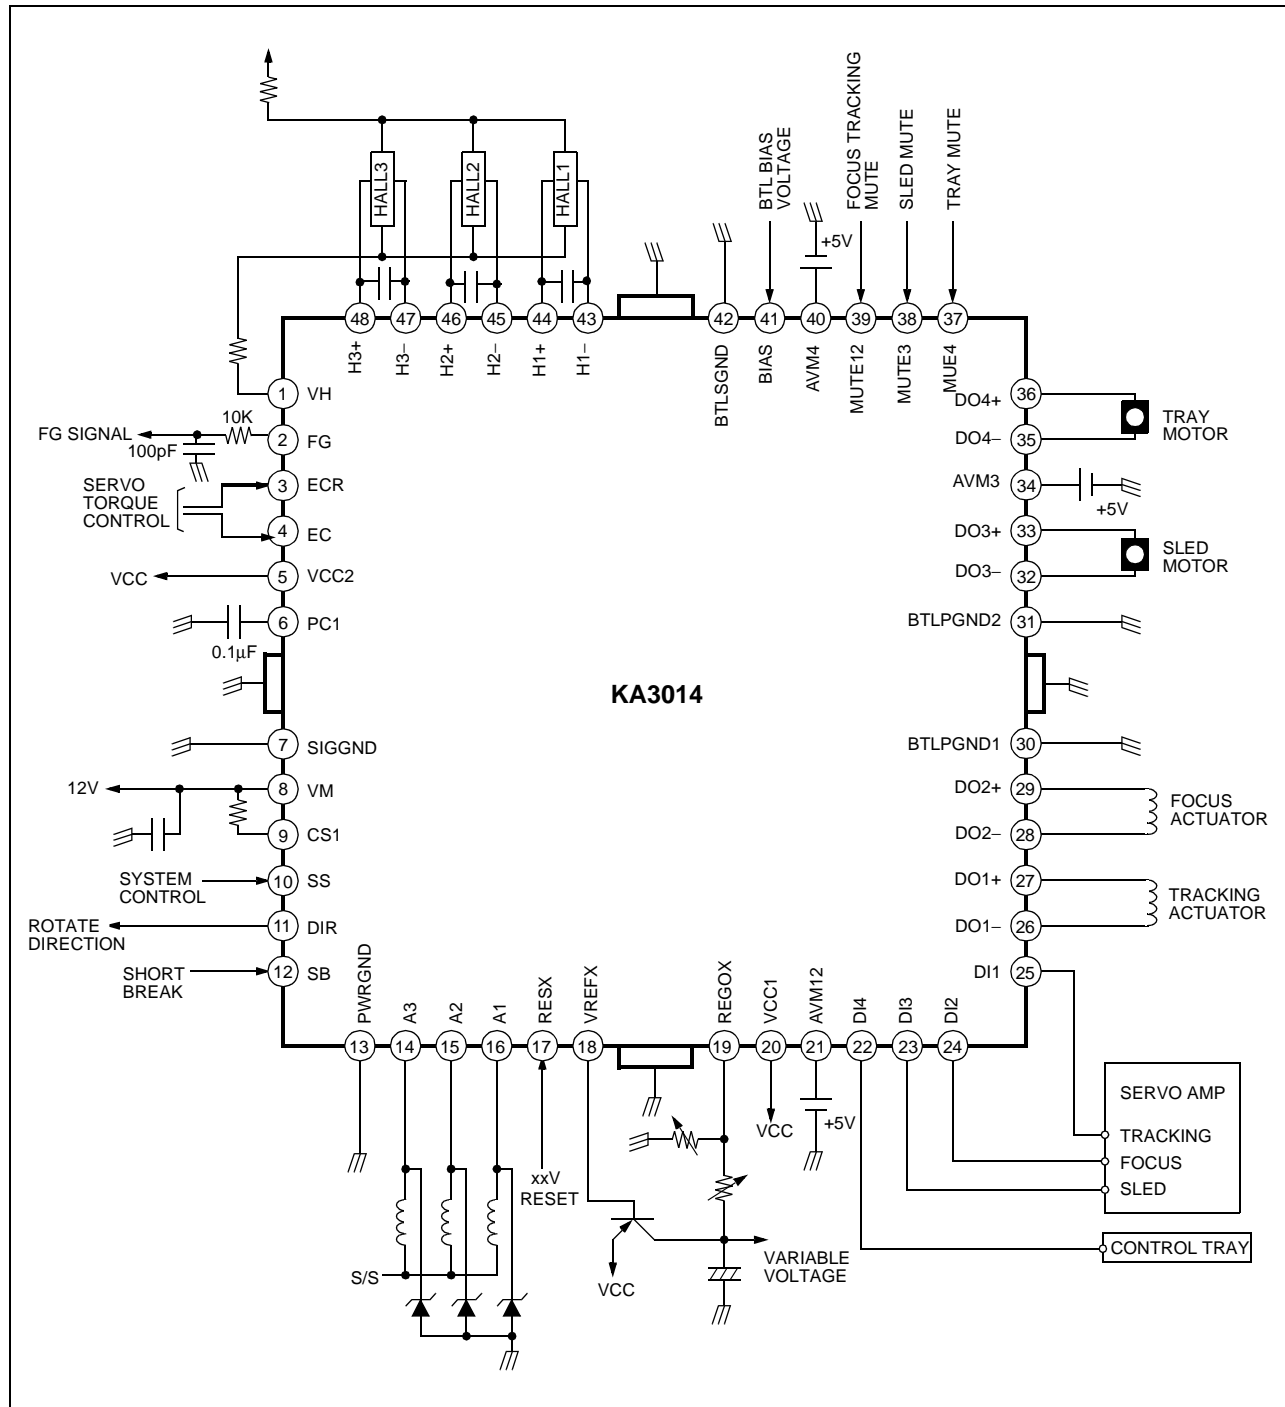 HALL3
HALL2
HALL1
BTL BIAS
VOLTAGE
+5V
FOCUS TRACKING
MUTE
SLED MUTE
TRAY MUTE
48
47
46
45
44
43
42
41
40
39
38
37
H3+
H3−
H2+
H2−
H1+
H1−
BTLSGND
BIAS
AVM4
MUTE12
MUTE3
MUE4
1 VH
FG SIGNAL
10K
100pF
2 FG
SERVO
TORQUE
CONTROL
3 ECR
4 EC
VCC
5 VCC2
6 PC1
0.1µF
KA3014
7 SIGGND
12V
8 VM
9 CS1
SYSTEM
CONTROL
10 SS
ROTATE
DIRECTION
11 DIR
SHORT
BREAK
12 SB
DO4+ 36
DO4− 35
TRAY
MOTOR
AVM3 34
+5V
DO3+ 33
DO3− 32
SLED
MOTOR
BTLPGND2 31
BTLPGND1 30
DO2+ 29
DO2− 28
FOCUS
ACTUATOR
DO1+ 27
DO1− 26
TRACKING
ACTUATOR
DI1 25
PWRGND
A3
A2
A1
RESX
VREFX
REGOX
VCC1
AVM12
DI4
DI3
DI2
13
14
15
16
17
18
19
20
21
22
23
24
xxV
RESET
VCC
+5V
SERVO AMP
TRACKING
FOCUS
SLED
CONTROL TRAY
S/S
VCC
VARIABLE
VOLTAGE